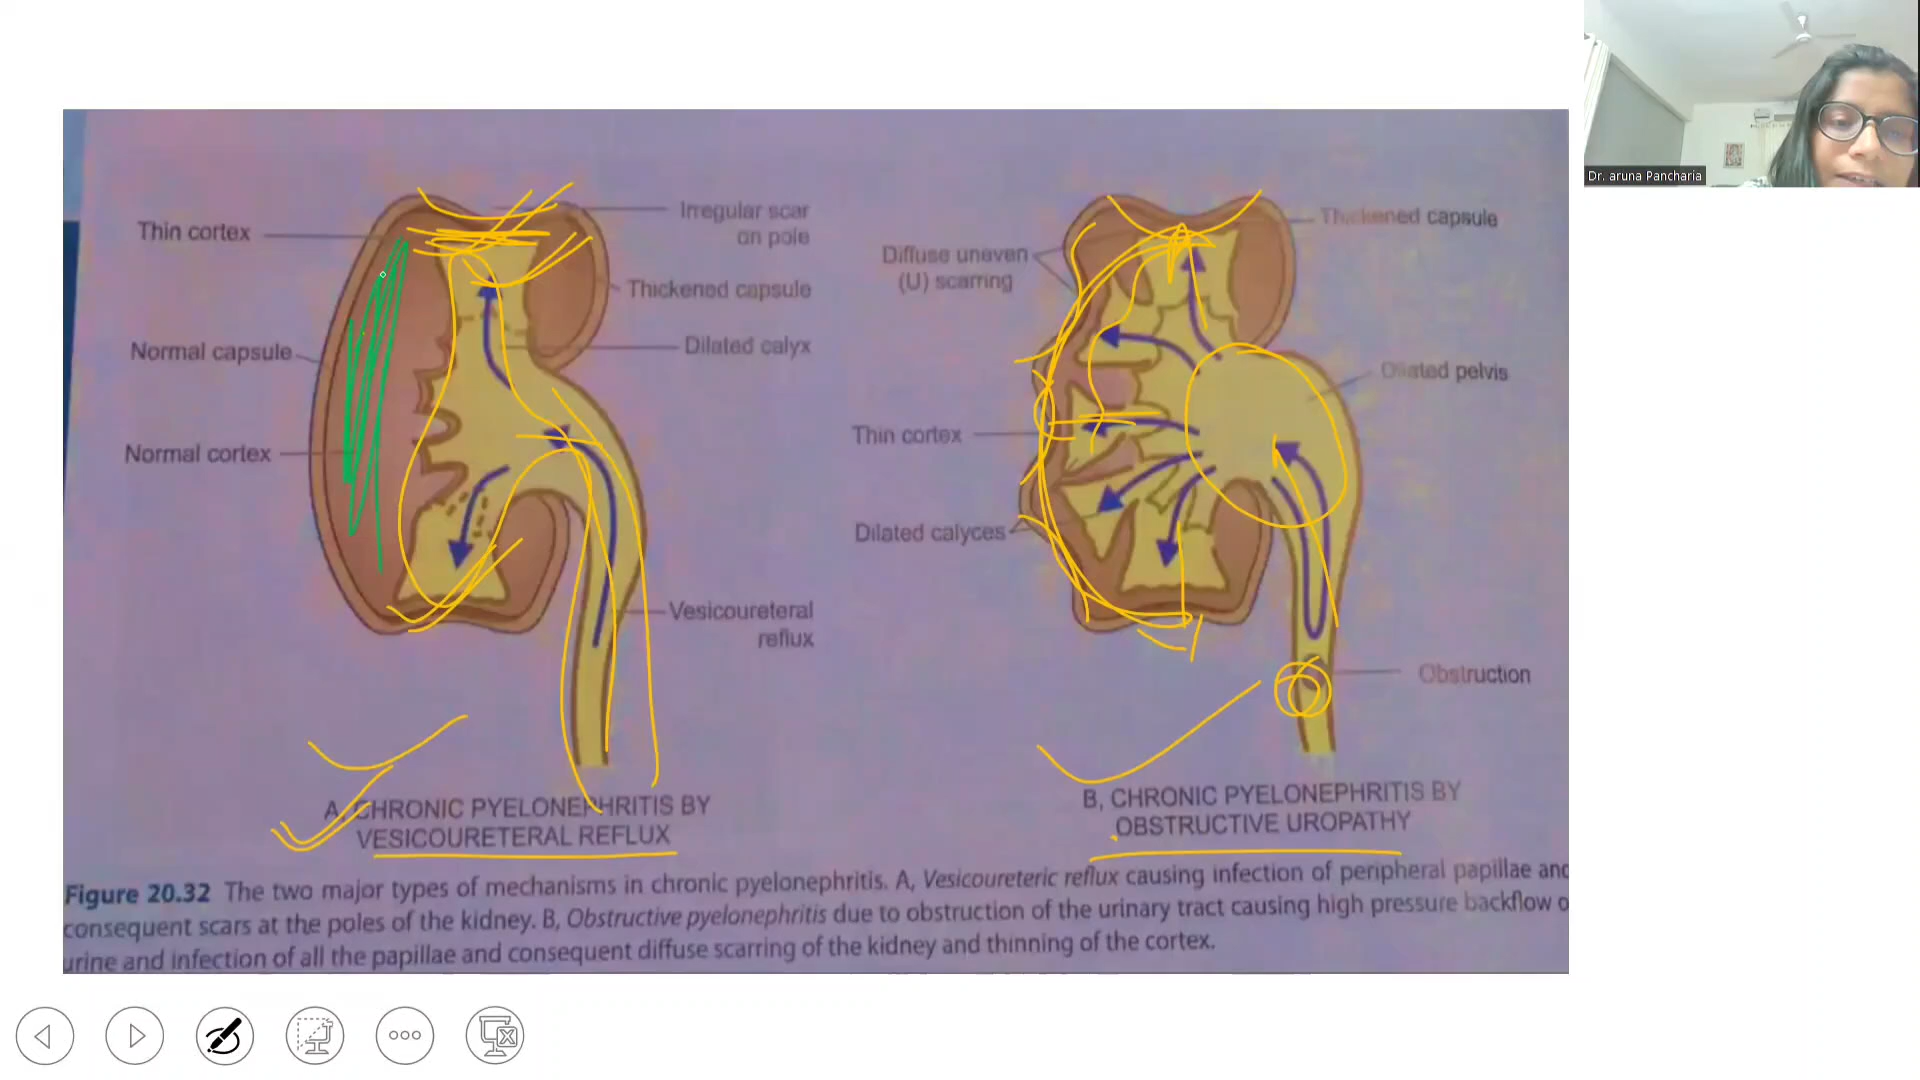 Dr. aruna Pancharia
Thin cortex
Normal capsule
Normal cortex
Irregular scar
on pole
Thickened capsule
Dilated calyx
Vesicoureteral
reflux
A, CHRONIC PYELONEPHRITIS BY
VESICOURETERAL REFLUX
Diffuse uneven
(U) scarring
Thin cortex
Dilated calyces
Thickened capsule
Dilated pelvis
Obstruction
B, CHRONIC PYELONEPHRITIS BY
OBSTRUCTIVE UROPATHY
Figure 20.32 The two major types of mechanisms in chronic pyelonephritis. A, Vesicoureteric reflux causing infection of peripheral papillae and
consequent scars at the poles of the kidney. B, Obstructive pyelonephritis due to obstruction of the urinary tract causing high pressure backflow o
urine and infection of all the papillae and consequent diffuse scarring of the kidney and thinning of the cortex.